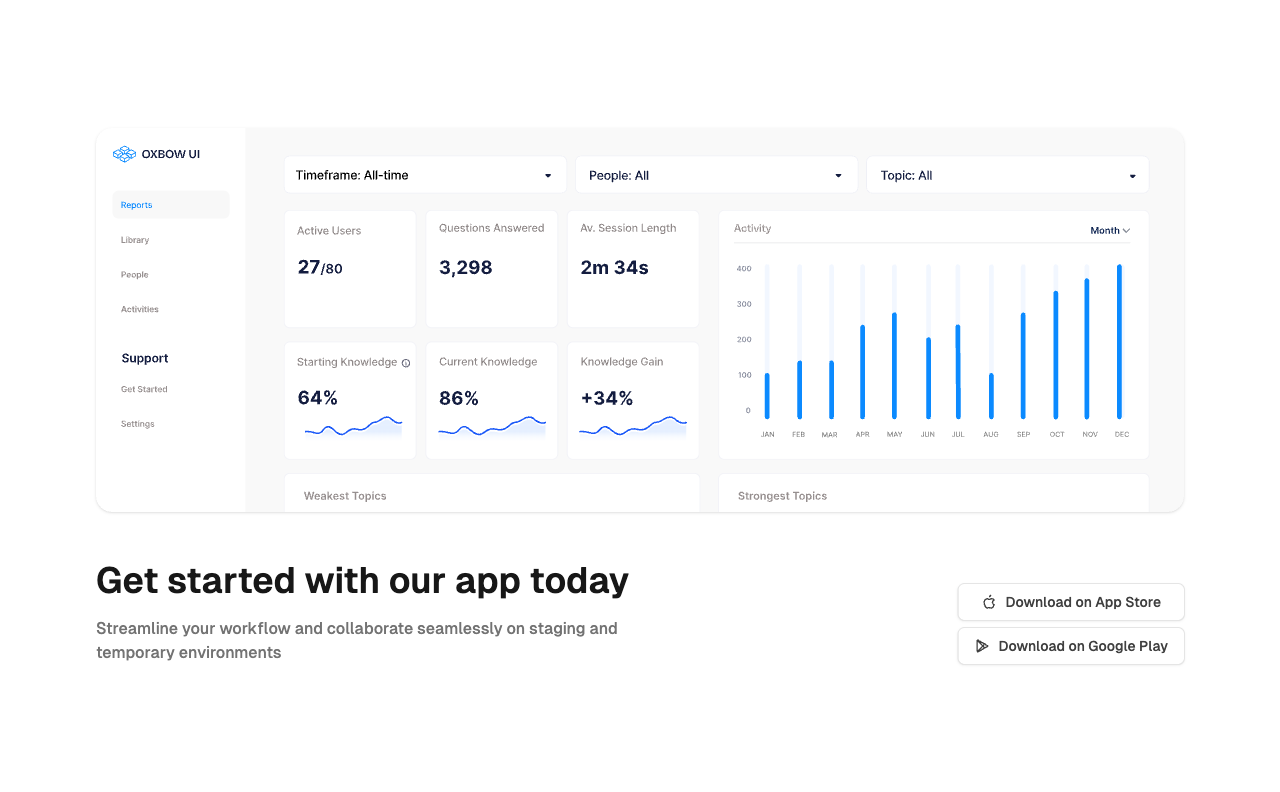 OXBOW UI
Reports
Library
People
Activities
Support
Get Started
Settings
Timeframe: All-time
People: All
Topic: All
Active Users
27/80
Questions Answered
3,298
Av. Session Length
2m 34s
Starting Knowledge
64%
Current Knowledge
86%
Knowledge Gain
+34%
Activity
Month
400
300
200
100
0
JAN FEB MAR APR MAY JUN JUL AUG SEP OCT NOV DEC
Weakest Topics
Strongest Topics
Get started with our app today
Streamline your workflow and collaborate seamlessly on staging and
temporary environments
Download on App Store
Download on Google Play